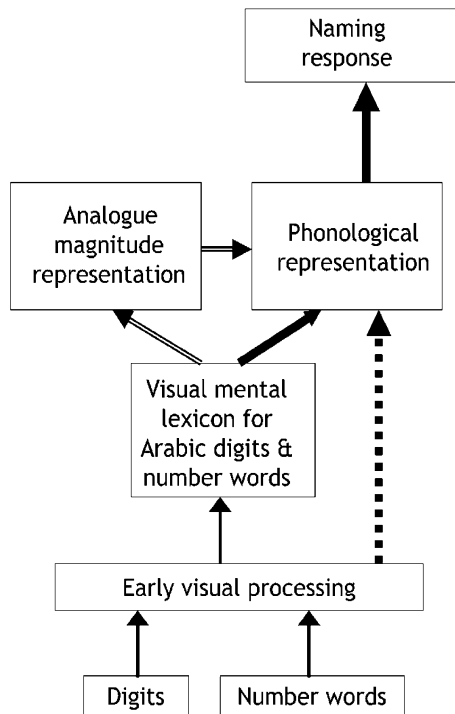 Naming
response
Analogue
magnitude
representation
Phonological
representation
Visual mental
lexicon for
Arabic digits &
number words
Early visual processing
Digits
Number words